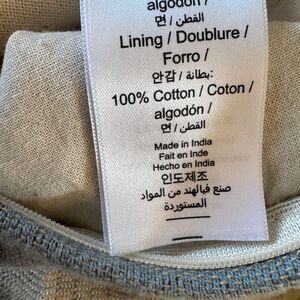 algodón /
면 / القطن /
Lining / Doublure /
Forro /
안감 / بطانة:
100% Cotton / Coton /
algodón /
면 / القطن
Made in India
Fait en Inde
Hecho en India
인도제조
صنع فيالهند من المواد
المستوردة